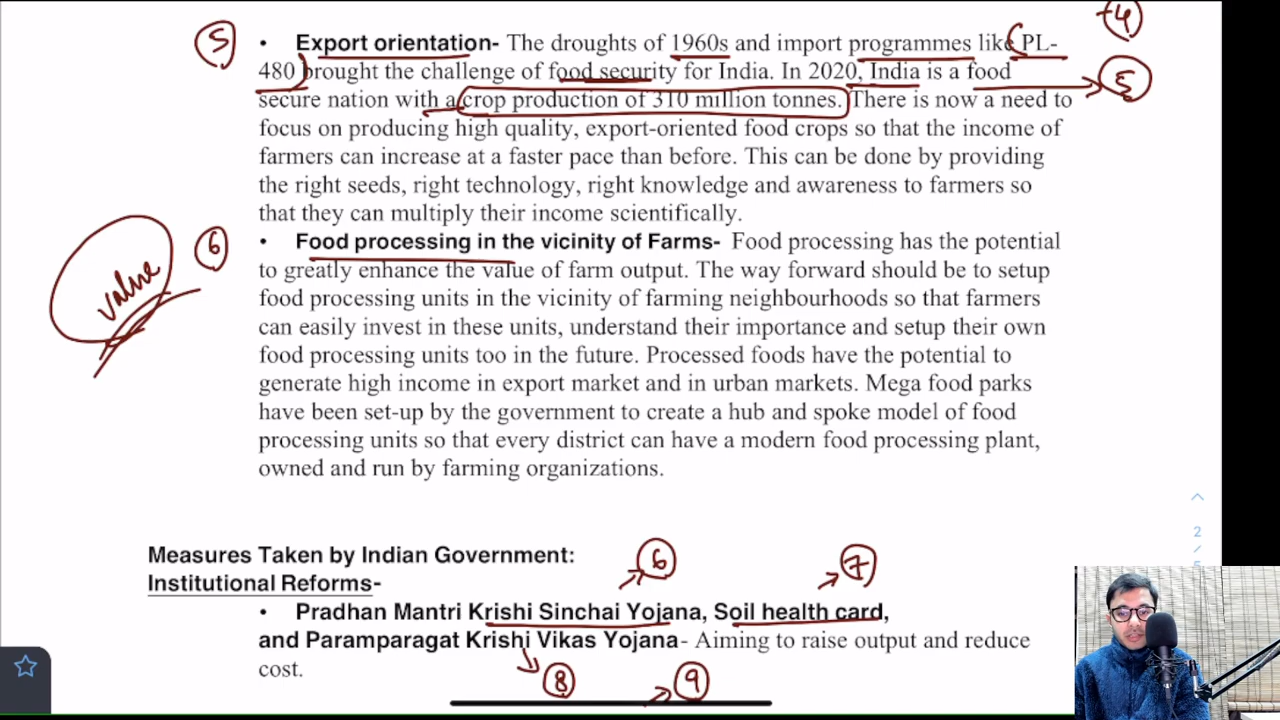 +4
5 • Export orientation- The droughts of 1960s and import programmes like PL-
480 brought the challenge of food security for India. In 2020, India is a food
secure nation with a crop production of 310 million tonnes. There is now a need to
focus on producing high quality, export-oriented food crops so that the income of
farmers can increase at a faster pace than before. This can be done by providing
the right seeds, right technology, right knowledge and awareness to farmers so
that they can multiply their income scientifically.
6 • Food processing in the vicinity of Farms- Food processing has the potential
to greatly enhance the value of farm output. The way forward should be to setup
value
food processing units in the vicinity of farming neighbourhoods so that farmers
can easily invest in these units, understand their importance and setup their own
food processing units too in the future. Processed foods have the potential to
generate high income in export market and in urban markets. Mega food parks
have been set-up by the government to create a hub and spoke model of food
processing units so that every district can have a modern food processing plant,
owned and run by farming organizations.
Measures Taken by Indian Government:
6 7
Institutional Reforms-
• Pradhan Mantri Krishi Sinchai Yojana, Soil health card,
and Paramparagat Krishi Vikas Yojana- Aiming to raise output and reduce
cost.
8 9
2
/